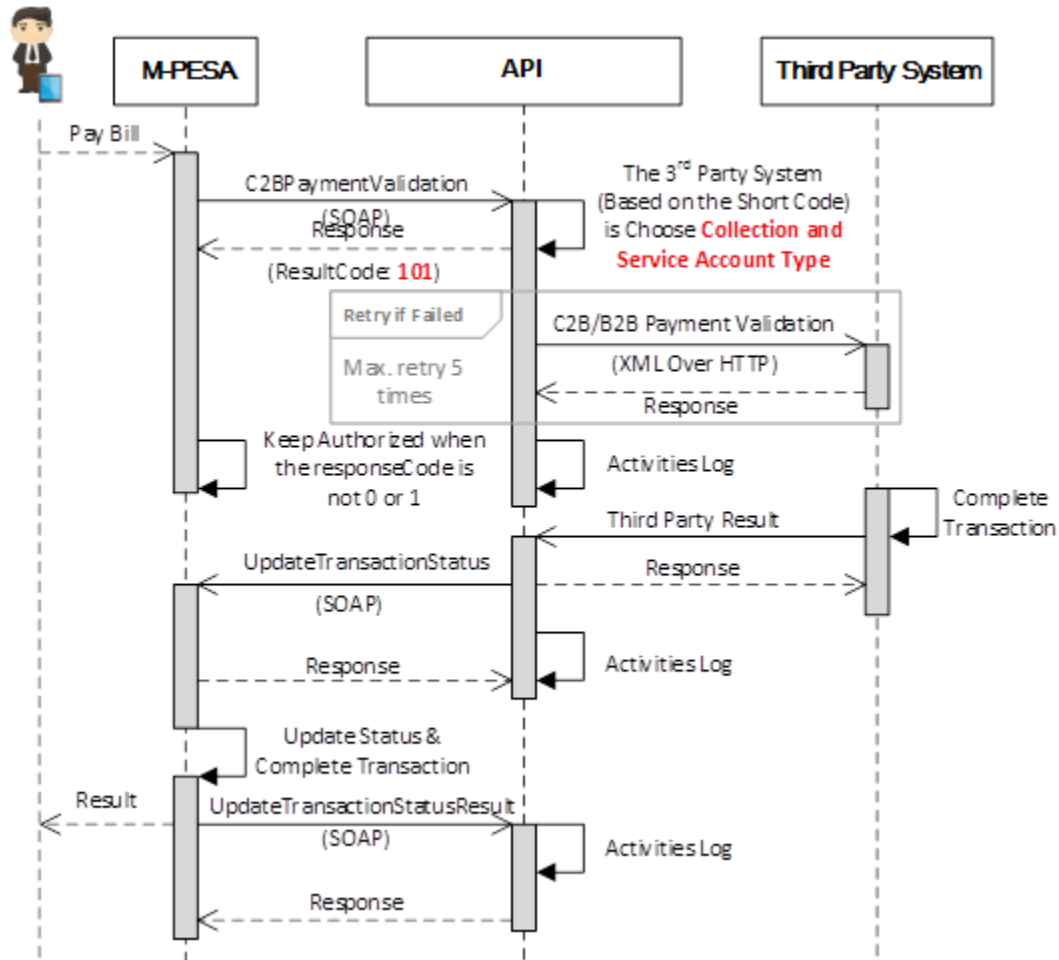 M-PESA
API
Third Party System
Pay Bill
C2BPaymentValidation
(SOAP)
Response
(ResultCode: 101)
The 3rd Party System
(Based on the Short Code)
is Choose Collection and
Service Account Type
Retry if Failed
Max. retry 5
times
C2B/B2B Payment Validation
(XML Over HTTP)
Response
Keep Authorized when
the responseCode is
not 0 or 1
Activities Log
Complete
Transaction
Third Party Result
UpdateTransactionStatus
(SOAP)
Response
Response
Activities Log
Update Status &
Complete Transaction
Result
UpdateTransactionStatusResult
(SOAP)
Activities Log
Response